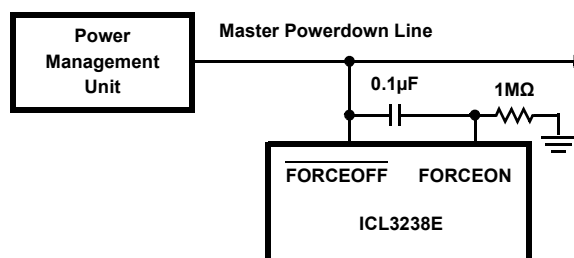 Power
Management
Unit
Master Powerdown Line
0.1μF
1MΩ
FORCEOFF
FORCEON
ICL3238E